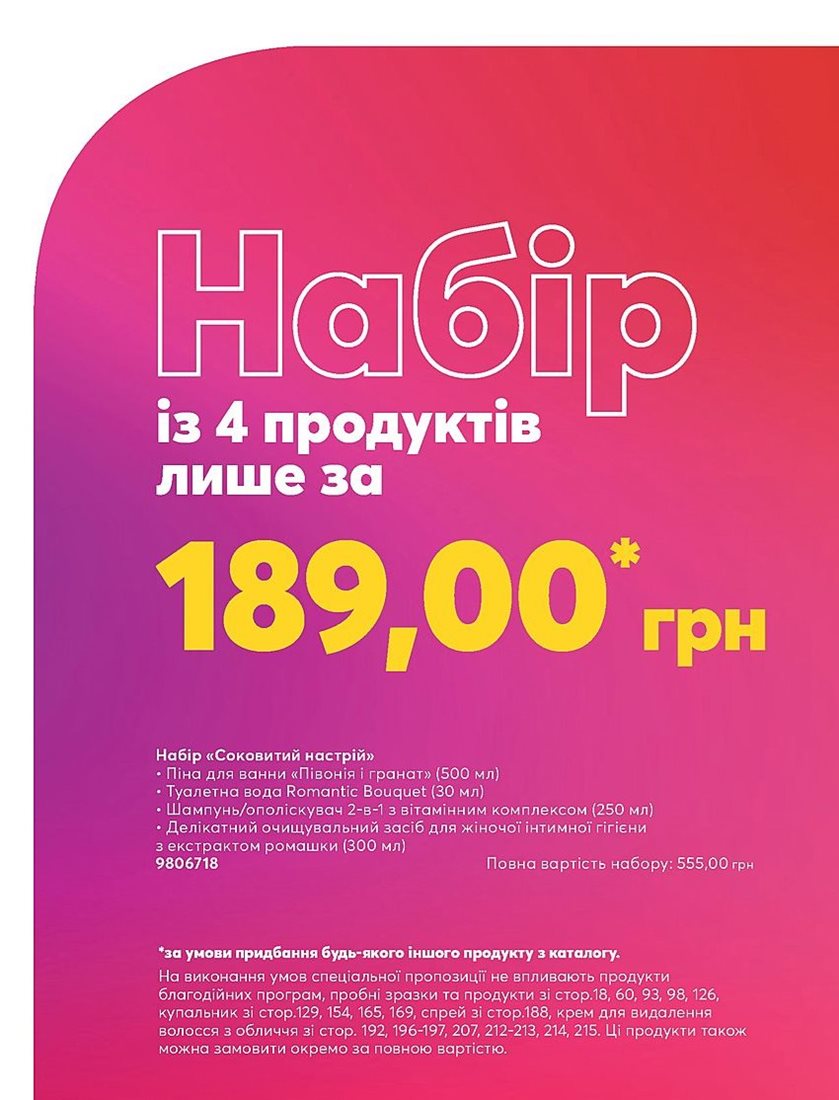 Набір
із 4 продуктів
лише за
189,00* грн
Набір «Соковитий настрій»
• Піна для ванни «Півонія і гранат» (500 мл)
• Туалетна вода Romantic Bouquet (30 мл)
• Шампунь/ополіскувач 2-в-1 з вітамінним комплексом (250 мл)
• Делікатний очищувальний засіб для жіночої інтимної гігієни
з екстрактом ромашки (300 мл)
9806718 Повна вартість набору: 555,00 грн
*за умови придбання будь-якого іншого продукту з каталогу.
На виконання умов спеціальної пропозиції не впливають продукти
благодійних програм, пробні зразки та продукти зі стор.18, 60, 93, 98, 126,
купальник зі стор.129, 154, 165, 169, спрей зі стор.188, крем для видалення
волосся з обличчя зі стор. 192, 196-197, 207, 212-213, 214, 215. Ці продукти також
можна замовити окремо за повною вартістю.